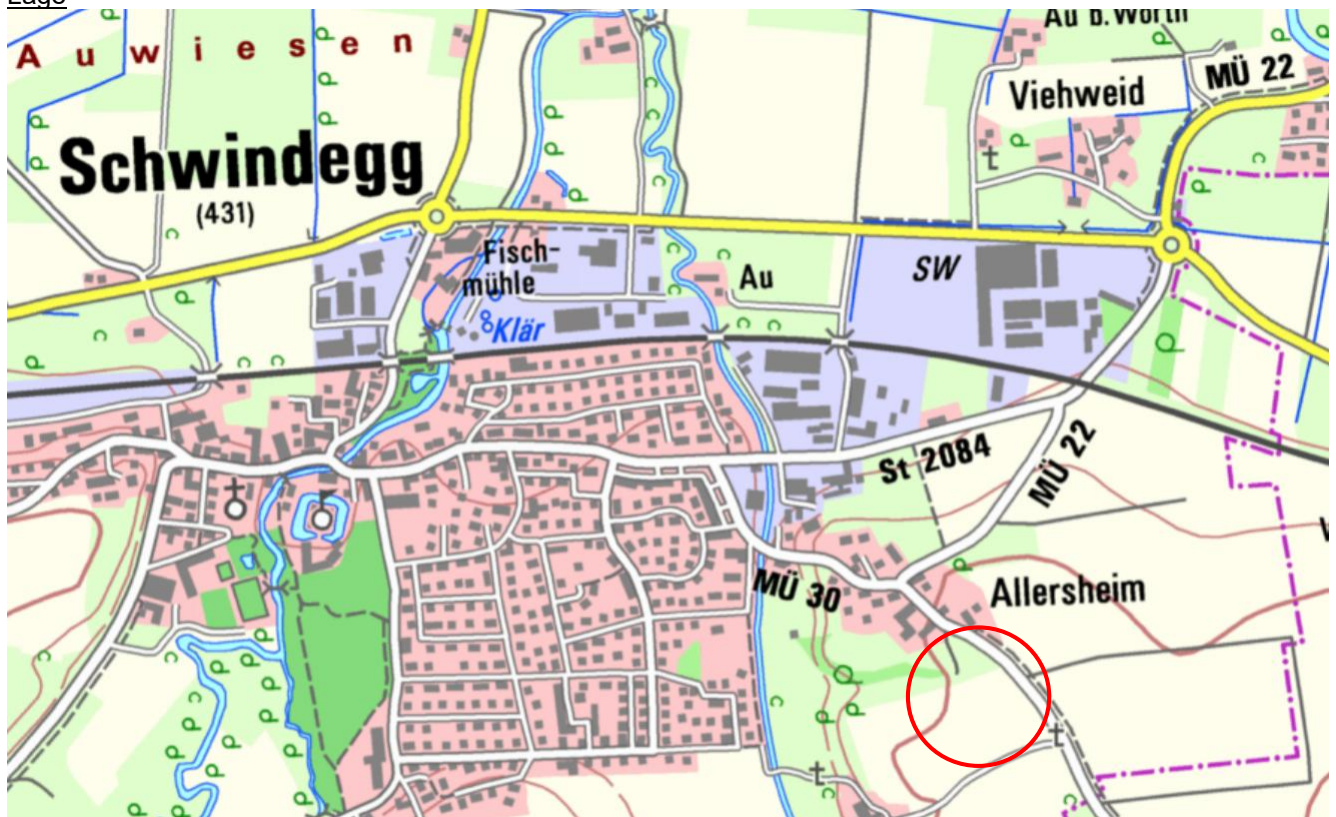 Lage
Au b. Wörth
Auwiesen
MÜ 22
Viehweid
Schwindegg
(431)
Fisch-
mühle
SW
Au
Klär
St 2084
MÜ 22
MÜ 30
Allersheim